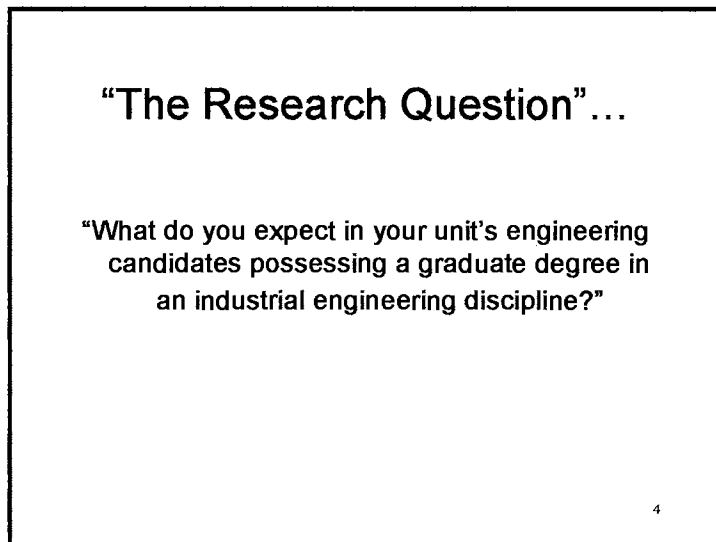 “The Research Question”...
“What do you expect in your unit’s engineering
candidates possessing a graduate degree in
an industrial engineering discipline?”
4